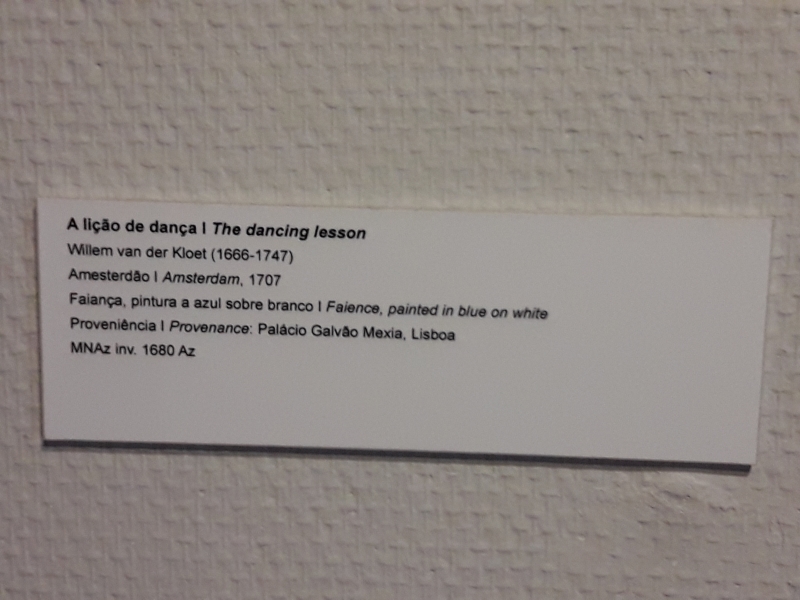 A lição de dança I The dancing lesson
Willem van der Kloet (1666-1747)
Amesterdão I Amsterdam, 1707
Faiança, pintura a azul sobre branco I Faience, painted in blue on white
Proveniência I Provenance: Palácio Galvão Mexia, Lisboa
MNAz inv. 1680 Az